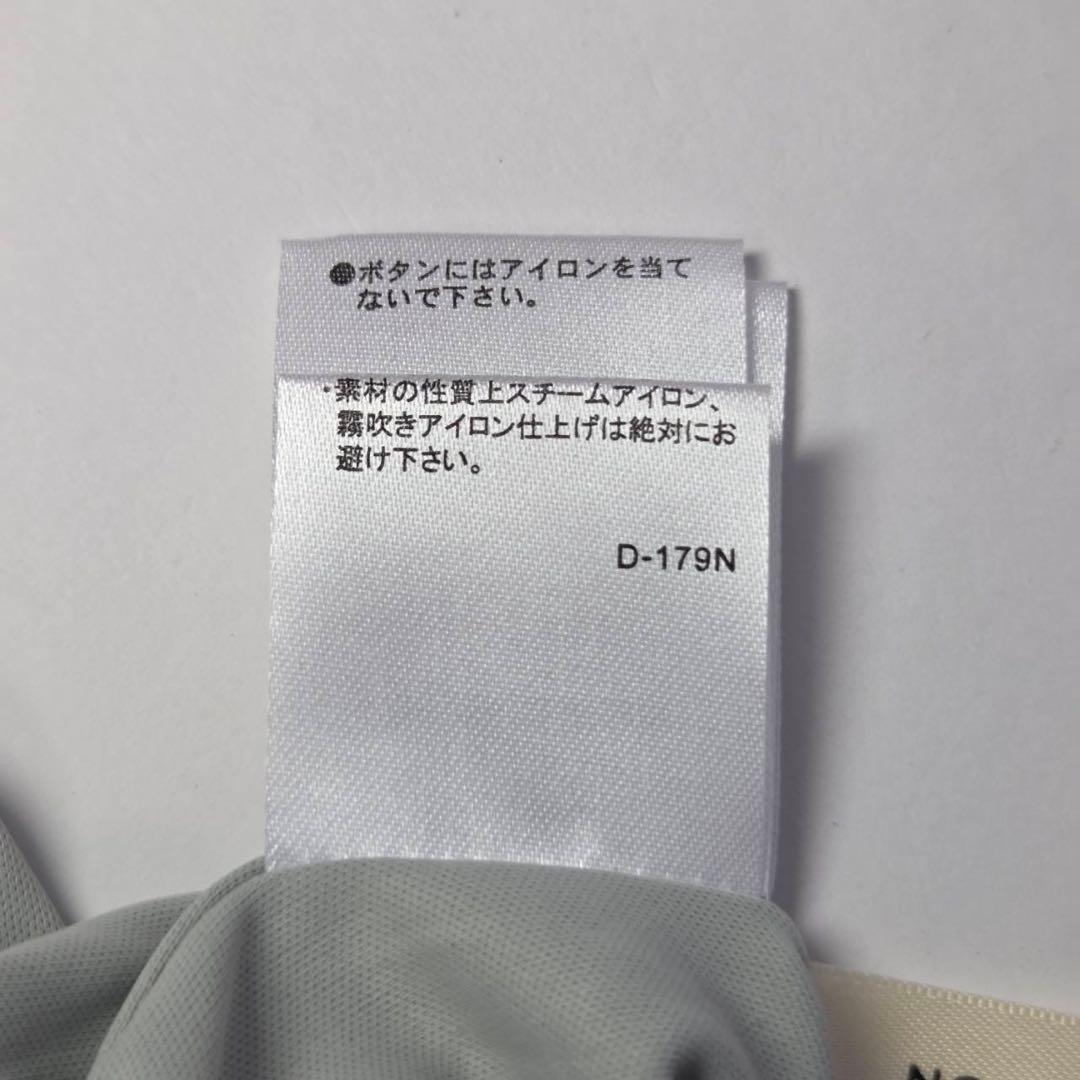 ●ボタンにはアイロンを当て
ないで下さい。
・素材の性質上スチームアイロン、
霧吹きアイロン仕上げは絶対にお
避け下さい。
D-179N